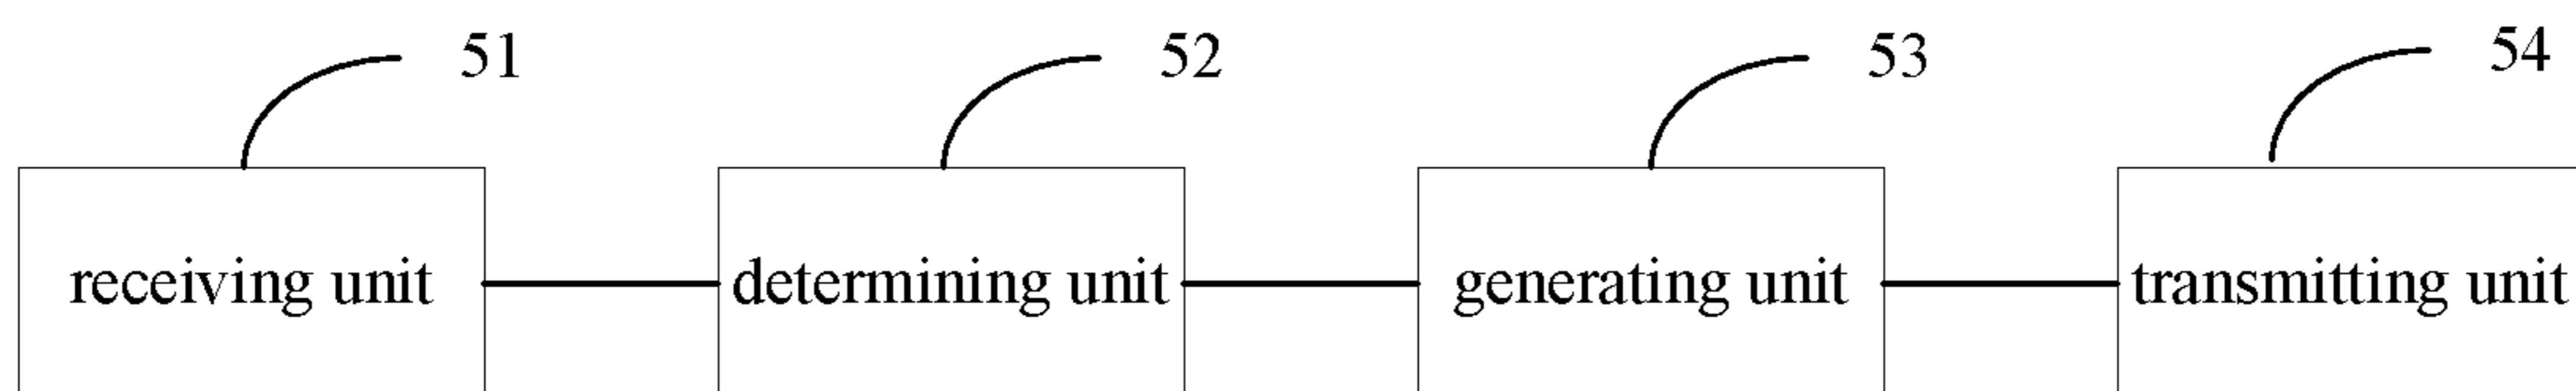 51 52 53 54
receiving unit determining unit generating unit transmitting unit